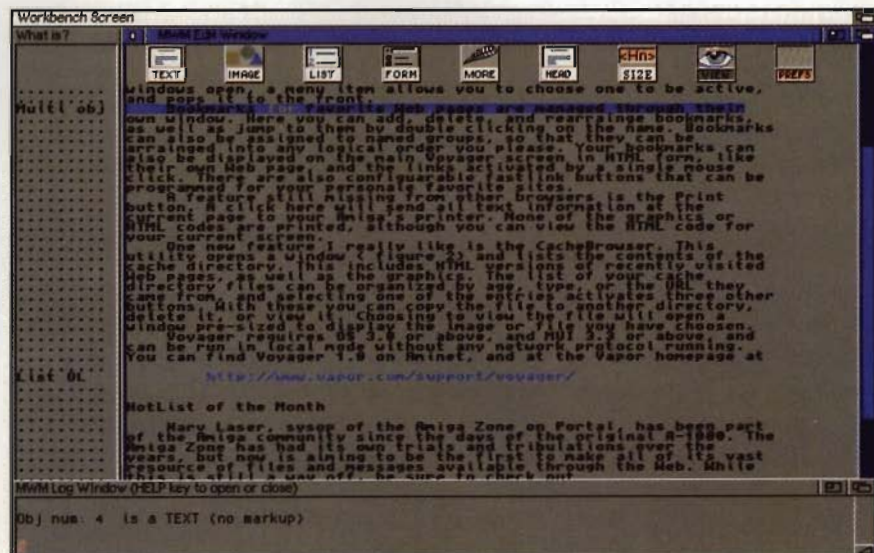 Workbench Screen
What is?
MWM Edit Window
TEXT
IMAGE
LIST
FORM
MORE
HEAD
<Hn>
SIZE
VIEW
PREFS
windows open, a menu item allows you to choose one to be active,
and pops it to the front.
Multi obj
Bookmarks favorite Web pages are managed through their
own window. Here you can add, delete, and rearrainge bookmarks,
as well as jump to them by double clicking on the name. Bookmarks
can also be assigned to name groups, so that they can be
arrainged into any logical order you please. Your bookmarks can
also be displayed on the main Voyager screen in HTML form, like
their own Web page, and the links activated by a single mouse
click. There are also configurable fastlink buttons that can be
programmed for your personale favorite sites.
A feature still missing from other browsers is the Print
button. A click here will send all text information at the
current page to your Amiga's printer. None of the graphics or
HTML codes are printed, although you can view the HTML code for
your current screen.
One new feature I really like is the CacheBrowser. This
utility opens a window ( figure 2) and lists the contents of the
cache directory. This includes HTML versions of recently visited
Web pages, as well as the graphics. The list of your cache
directory files can be organized by age, type, or the URL they
came from, and selecting one of the entries activates three other
buttons. With these you can copy the file to another directory,
delete it, or view it. Choosing to view the file will open a
window pre-sized to display the image or file you have choosen.
Voyager requires OS 3.0 or above, and MUI 3.3 or above, and
can be run in local mode without any network protocol running.
You can find Voyager 1.0 on Aminet, and at the Vapor homepage at
List OL
http://www.vapor.com/support/voyager/
HotList of the Month
Harv Laser, sysop of the Amiga Zone on Portal, has been part
of the Amiga community since the days of the original A-1000. The
Amiga Zone has had its own trials and tribulations over the
years, but now is almost to be the first to make all of its vast
resource of files and messages available through the Web. While
this is still a way off, be sure to check out
MWM Log Window (HELP key to open or close)
Obj num: 4 is a TEXT (no markup)